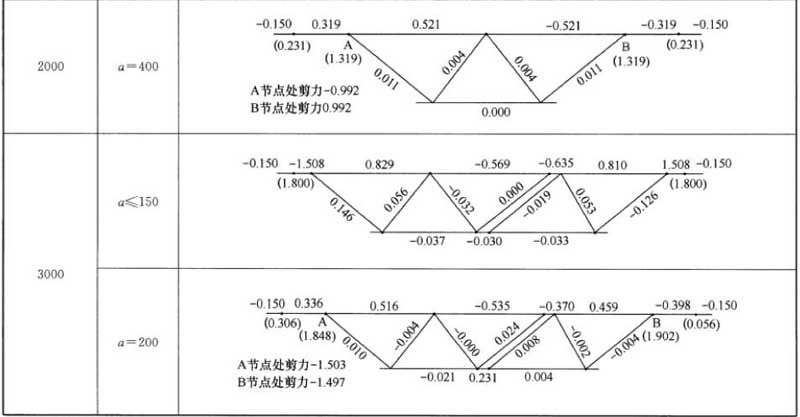 -0.150 0.319 0.521 -0.521 -0.319 -0.150
(0.231) A B (0.231)
(1.319) (1.319)
2000 a=400
0.011 0.004 0.004 0.011
A节点处剪力-0.992
B节点处剪力0.992
0.000
-0.150 -1.508 0.829 -0.569 -0.635 0.810 1.508 -0.150
(1.800) (1.800)
a≤150
0.146 0.056 -0.032 0.000 -0.019 0.053 -0.126
-0.037 -0.030 -0.033
3000
-0.150 0.336 0.516 -0.535 -0.370 0.459 -0.398 -0.150
(0.306) A B (0.056)
(1.848) (1.902)
a=200
0.010 -0.004 -0.000 0.024 0.008 -0.002 -0.004
A节点处剪力-1.503
B节点处剪力-1.497
-0.021 0.231 0.004